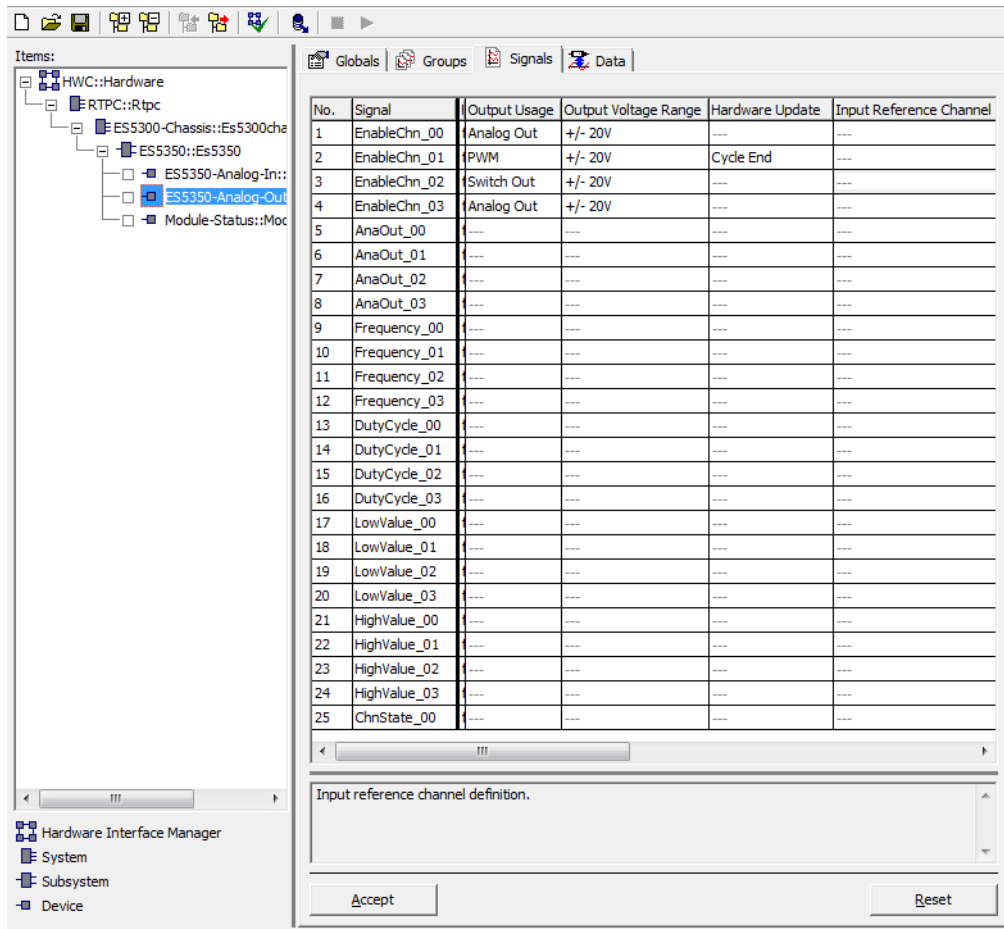 Items:
HWC::Hardware
RTPC::Rtpc
ES5300-Chassis::Es5300cha
ES5350::Es5350
ES5350-Analog-In::
ES5350-Analog-Out
Module-Status::Moc
Hardware Interface Manager
System
Subsystem
Device
Globals Groups Signals Data
No. Signal Output Usage Output Voltage Range Hardware Update Input Reference Channel
1 EnableChn_00 Analog Out +/- 20V --- ---
2 EnableChn_01 PWM +/- 20V Cycle End ---
3 EnableChn_02 Switch Out +/- 20V --- ---
4 EnableChn_03 Analog Out +/- 20V --- ---
5 AnaOut_00 --- --- --- ---
6 AnaOut_01 --- --- --- ---
7 AnaOut_02 --- --- --- ---
8 AnaOut_03 --- --- --- ---
9 Frequency_00 --- --- --- ---
10 Frequency_01 --- --- --- ---
11 Frequency_02 --- --- --- ---
12 Frequency_03 --- --- --- ---
13 DutyCycle_00 --- --- --- ---
14 DutyCycle_01 --- --- --- ---
15 DutyCycle_02 --- --- --- ---
16 DutyCycle_03 --- --- --- ---
17 LowValue_00 --- --- --- ---
18 LowValue_01 --- --- --- ---
19 LowValue_02 --- --- --- ---
20 LowValue_03 --- --- --- ---
21 HighValue_00 --- --- --- ---
22 HighValue_01 --- --- --- ---
23 HighValue_02 --- --- --- ---
24 HighValue_03 --- --- --- ---
25 ChnState_00 --- --- --- ---
Input reference channel definition.
Accept Reset